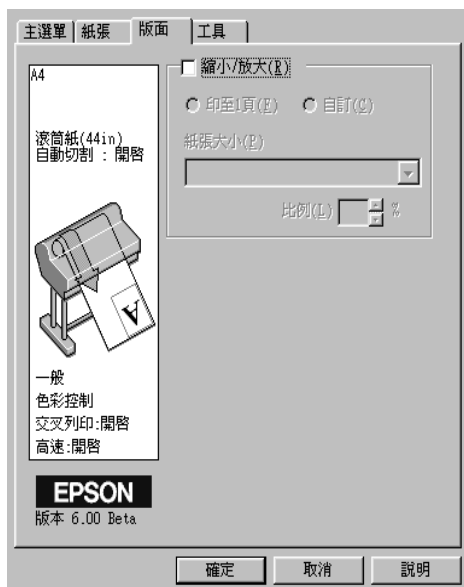 主選單 紙張 版面 工具
A4
滾筒紙(44in)
自動切割 : 開啓
A
一般
色彩控制
交叉列印:開啓
高速:開啓
EPSON
版本 6.00 Beta
縮小/放大(R)
印至1頁(F) 自訂(C)
紙張大小(P)
比例(L) %
確定 取消 説明